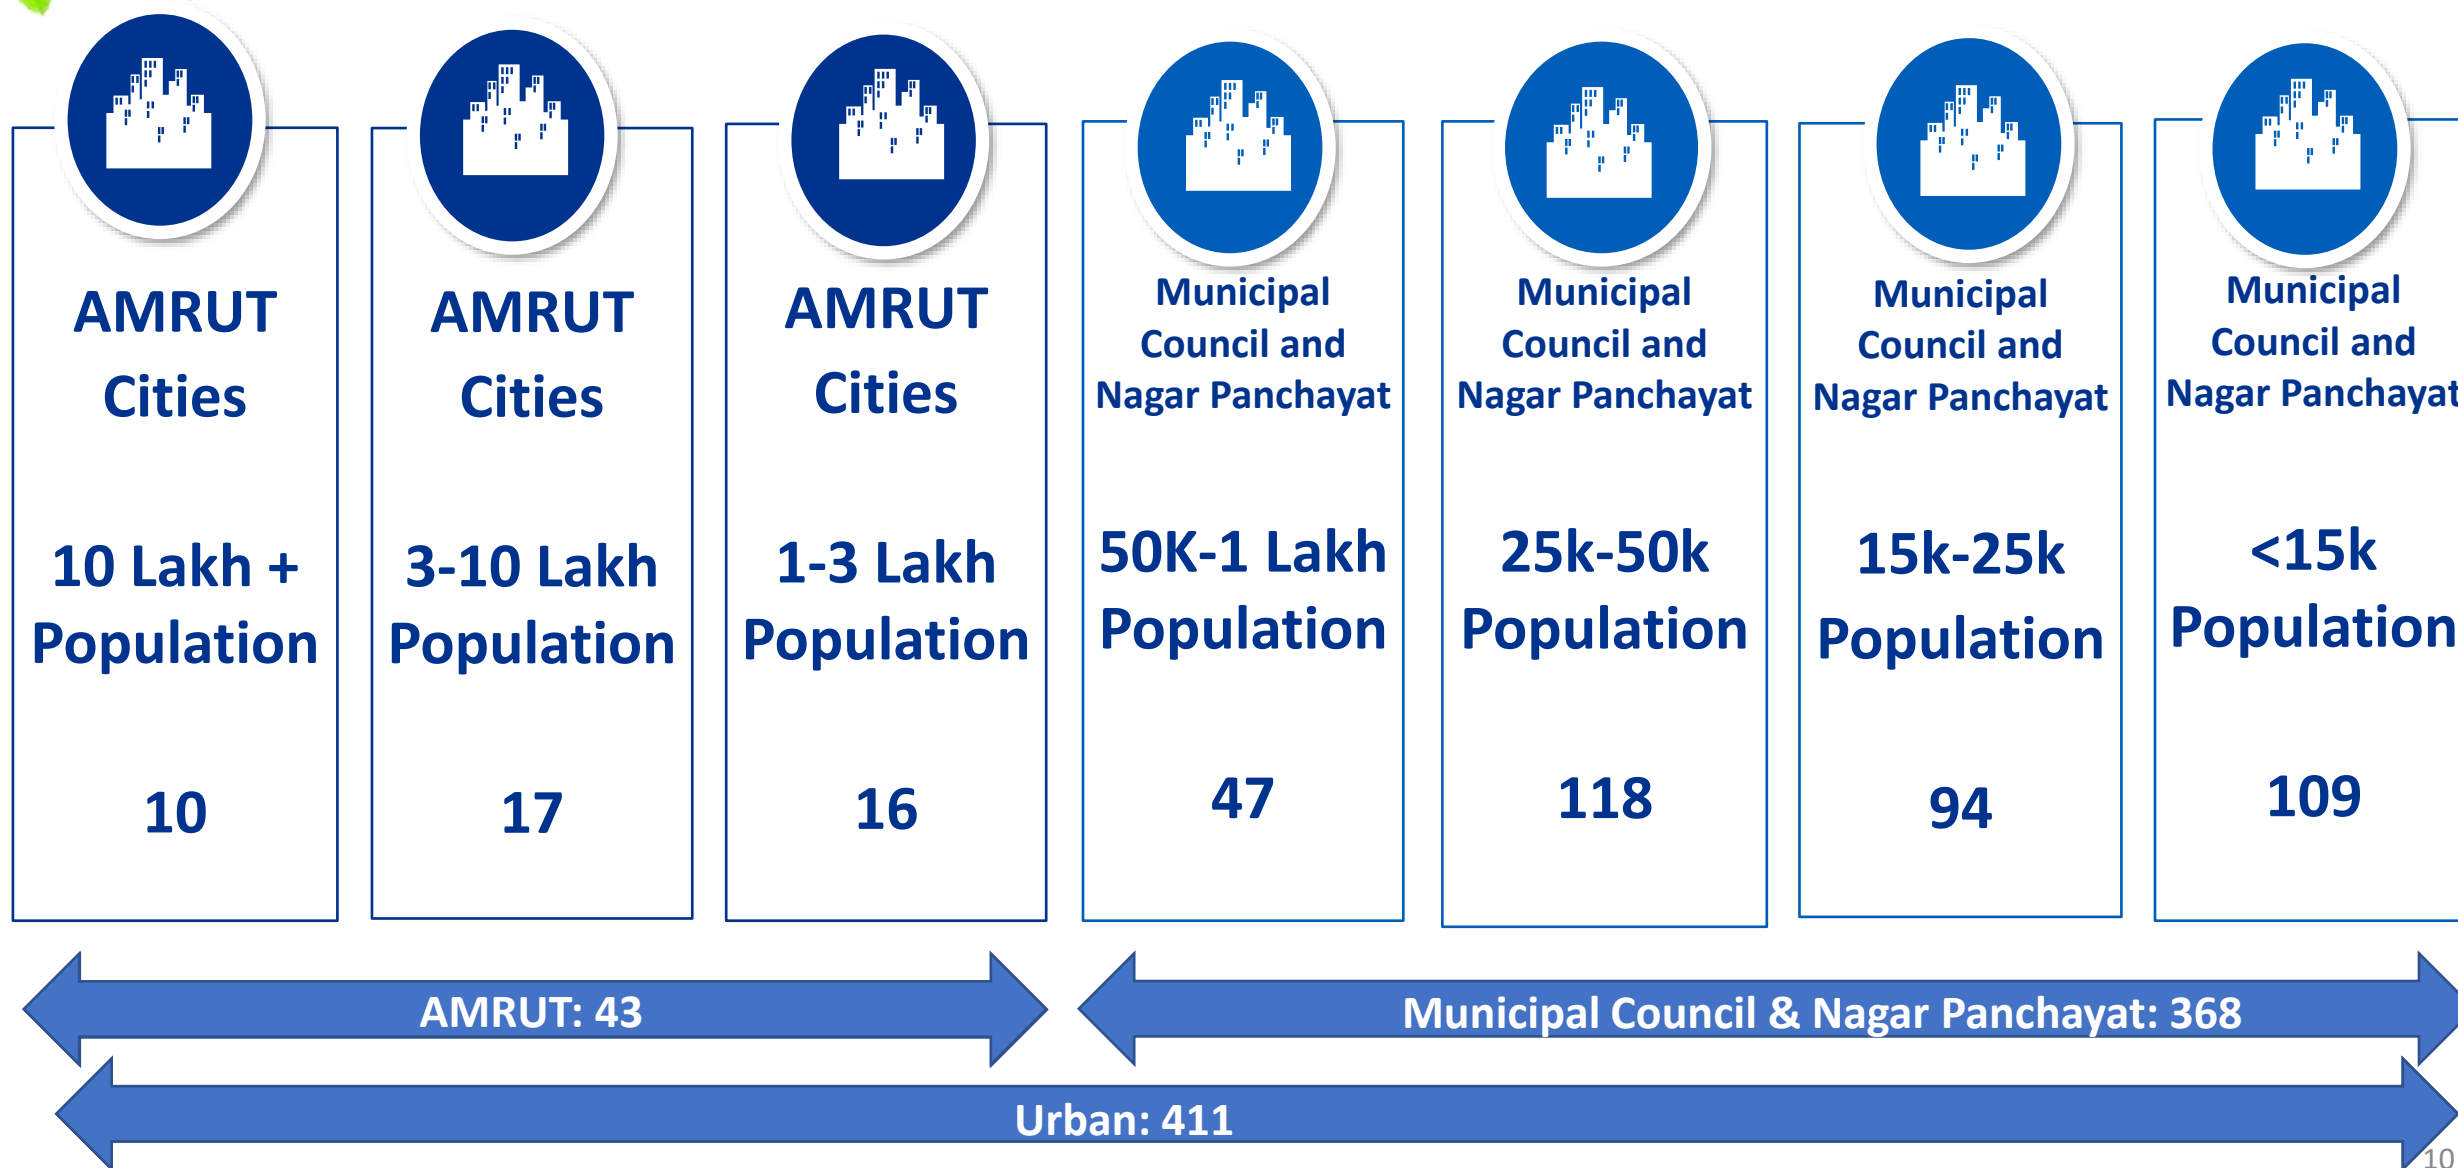 AMRUT
Cities
10 Lakh +
Population
10
AMRUT
Cities
3-10 Lakh
Population
17
AMRUT
Cities
1-3 Lakh
Population
16
Municipal
Council and
Nagar Panchayat
50K-1 Lakh
Population
47
Municipal
Council and
Nagar Panchayat
25k-50k
Population
118
Municipal
Council and
Nagar Panchayat
15k-25k
Population
94
Municipal
Council and
Nagar Panchayat
<15k
Population
109
AMRUT: 43
Municipal Council & Nagar Panchayat: 368
Urban: 411
10